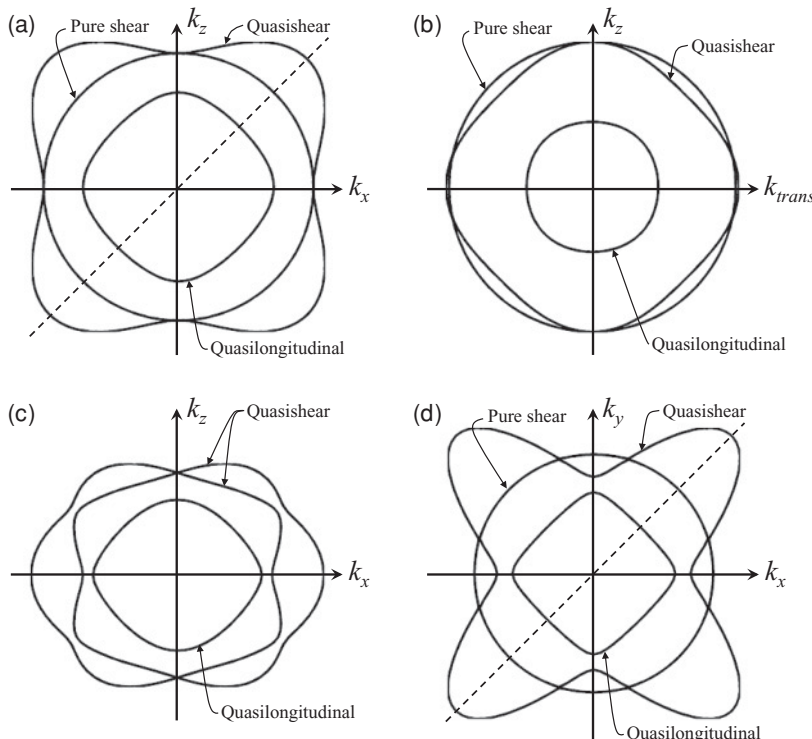 (a)
Pure shear
k_z
Quasishear
k_x
Quasilongitudinal
(b)
Pure shear
k_z
Quasishear
k_trans
Quasilongitudinal
(c)
k_z
Quasishear
k_x
Quasilongitudinal
(d)
Pure shear
k_y
Quasishear
k_x
Quasilongitudinal